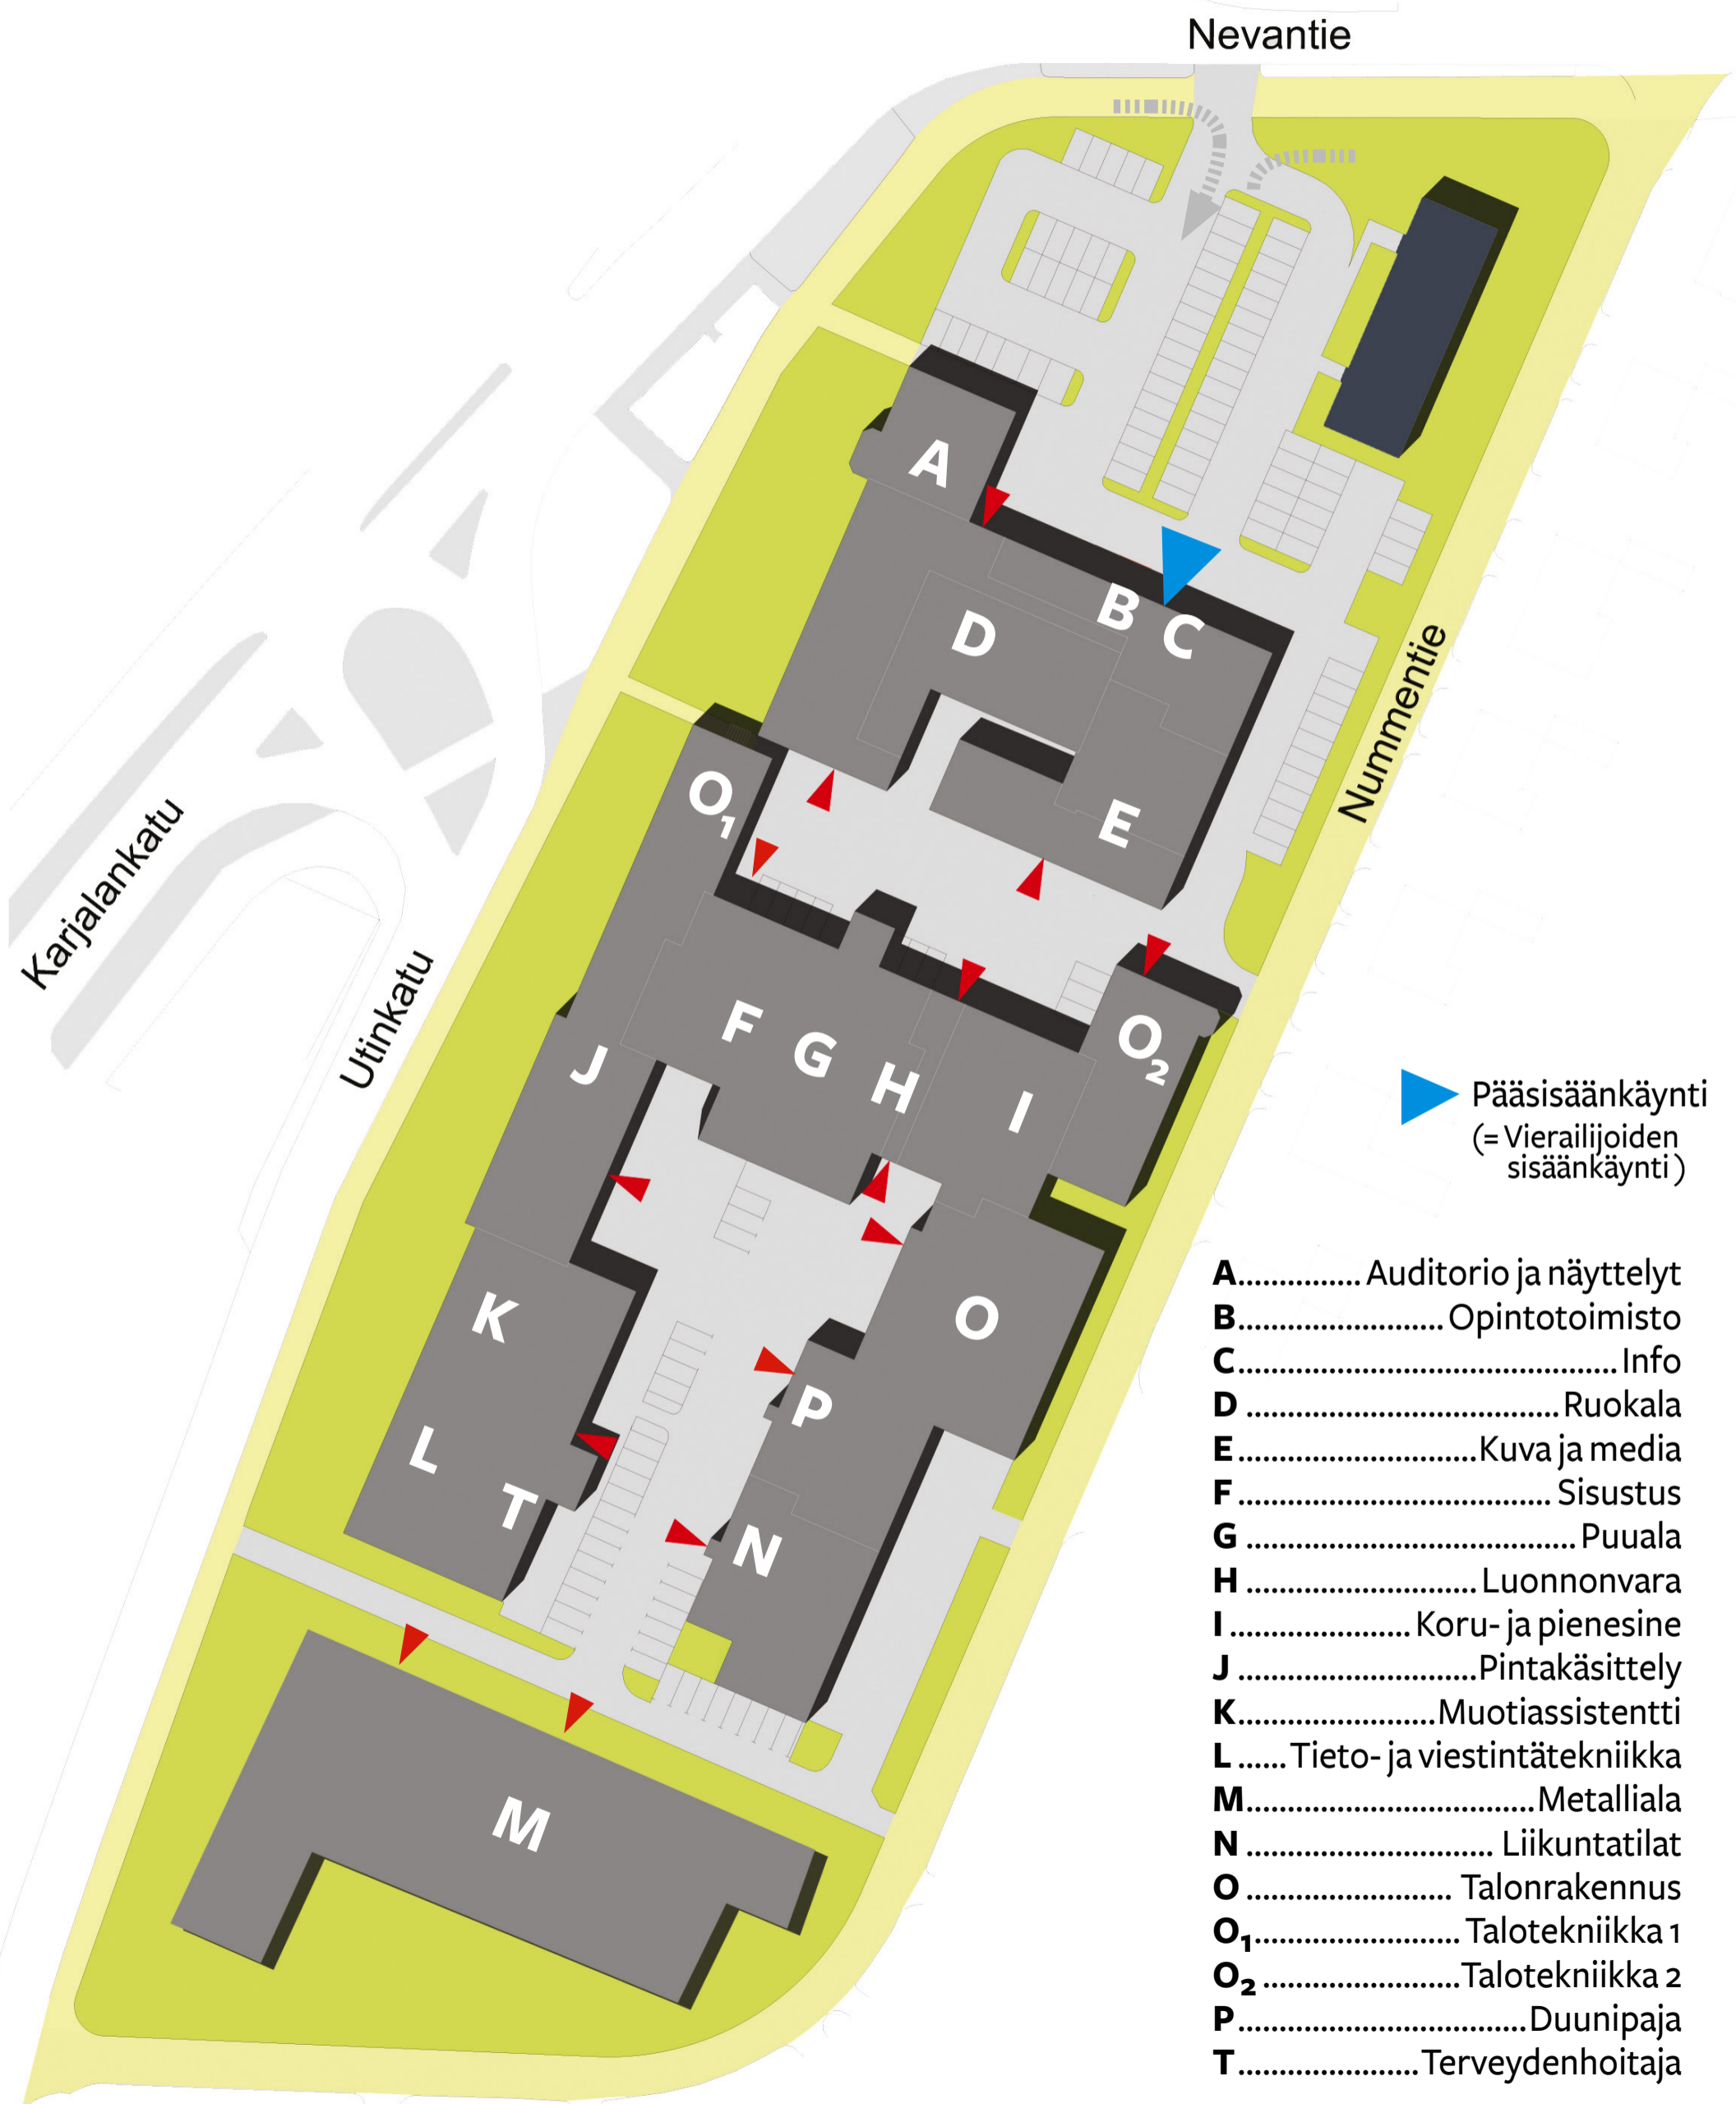 Nevantie
A
B
C
D
E
Nummentie
O1
Karjalankatu
Utinkatu
F
G
H
I
J
O2
Pääsisäänkäynti
(= Vierailijoiden
sisäänkäynti)
K
O
P
L
T
N
M
A............... Auditorio ja näyttelyt
B......................... Opintotoimisto
C.............................................. Info
D ......................................Ruokala
E .............................Kuva ja media
F ...................................... Sisustus
G ......................................... Puuala
H ............................ Luonnonvara
I ...................... Koru- ja pienesine
J .............................Pintakäsittely
K........................Muotiassistentti
L ......Tieto- ja viestintätekniikka
M...................................Metalliala
N .............................. Liikuntatilat
O ......................... Talonrakennus
O1......................... Talotekniikka 1
O2 ........................Talotekniikka 2
P...................................Duunipaja
T......................Terveydenhoitaja